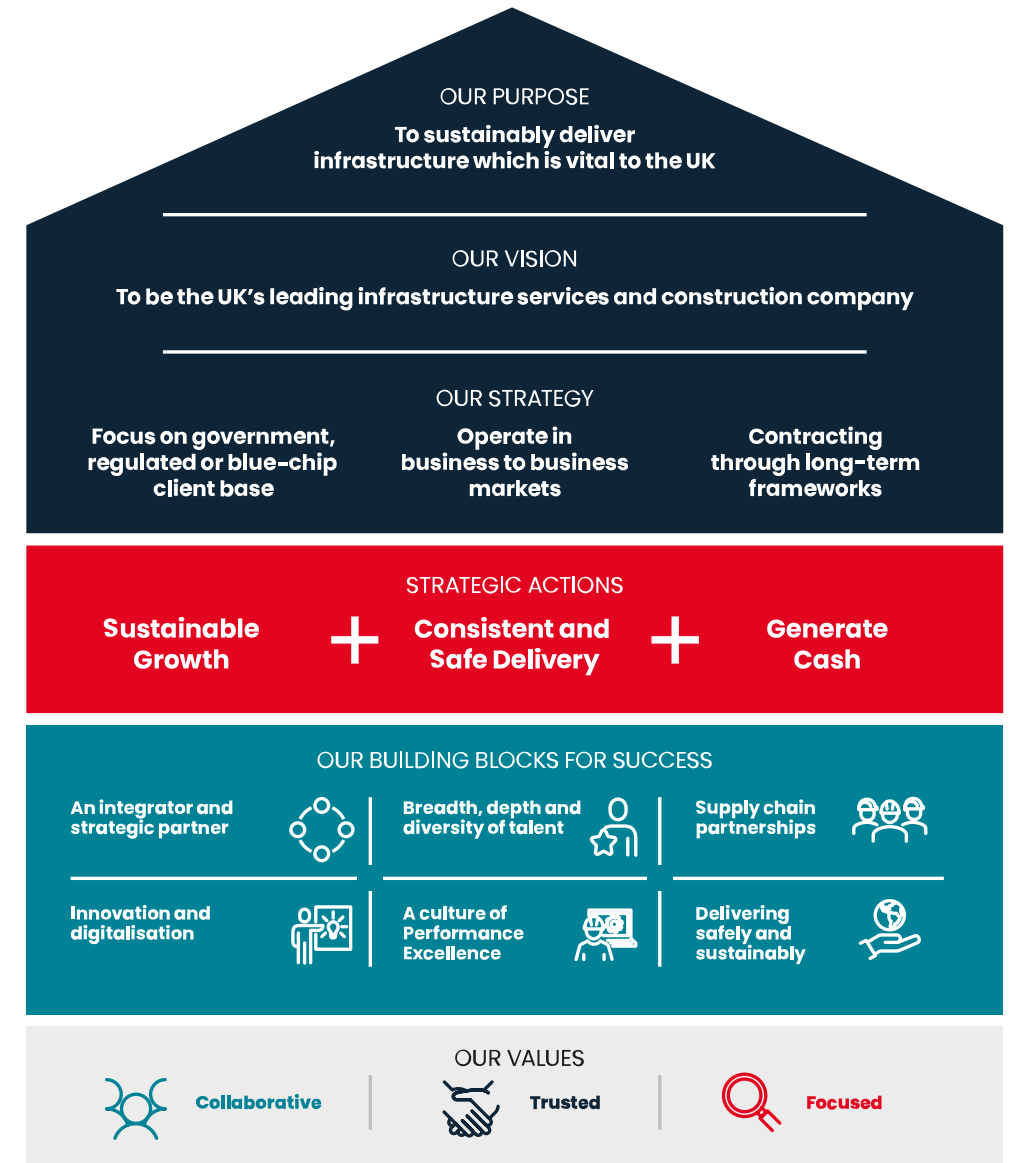 OUR PURPOSE
To sustainably deliver
infrastructure which is vital to the UK
OUR VISION
To be the UK's leading infrastructure services and construction company
OUR STRATEGY
Focus on government,
regulated or blue-chip
client base
Operate in
business to business
markets
Contracting
through long-term
frameworks
STRATEGIC ACTIONS
Sustainable
Growth
+
Consistent and
Safe Delivery
+
Generate
Cash
OUR BUILDING BLOCKS FOR SUCCESS
An integrator and
strategic partner
Breadth, depth and
diversity of talent
Supply chain
partnerships
Innovation and
digitalisation
A culture of
Performance
Excellence
Delivering
safely and
sustainably
OUR VALUES
Collaborative
Trusted
Focused